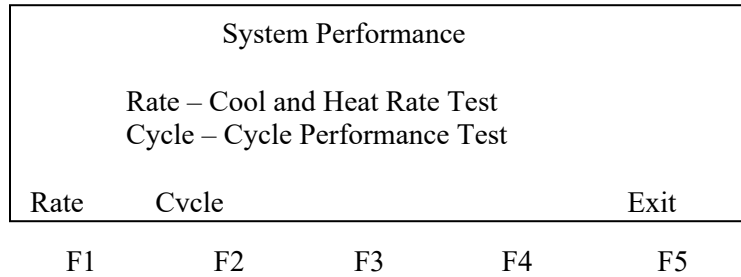 System Performance
Rate – Cool and Heat Rate Test
Cycle – Cycle Performance Test
Rate Cycle Exit
F1 F2 F3 F4 F5